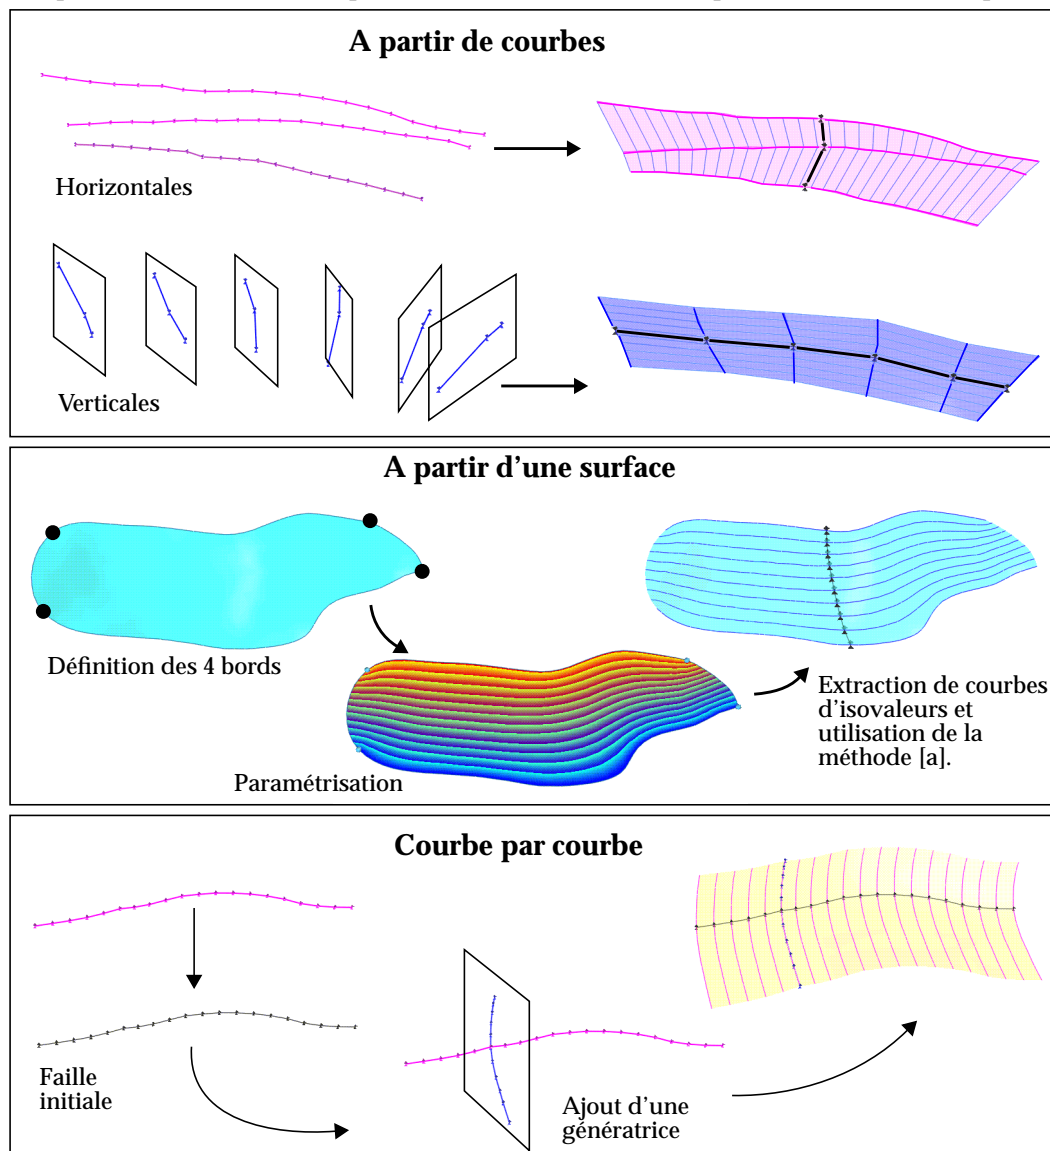 A partir de courbes
Horizontales
Verticales
A partir d'une surface
Définition des 4 bords
Paramétrisation
Extraction de courbes
d'isovaleurs et
utilisation de la
méthode [a].
Courbe par courbe
Faille
initiale
Ajout d'une
génératrice